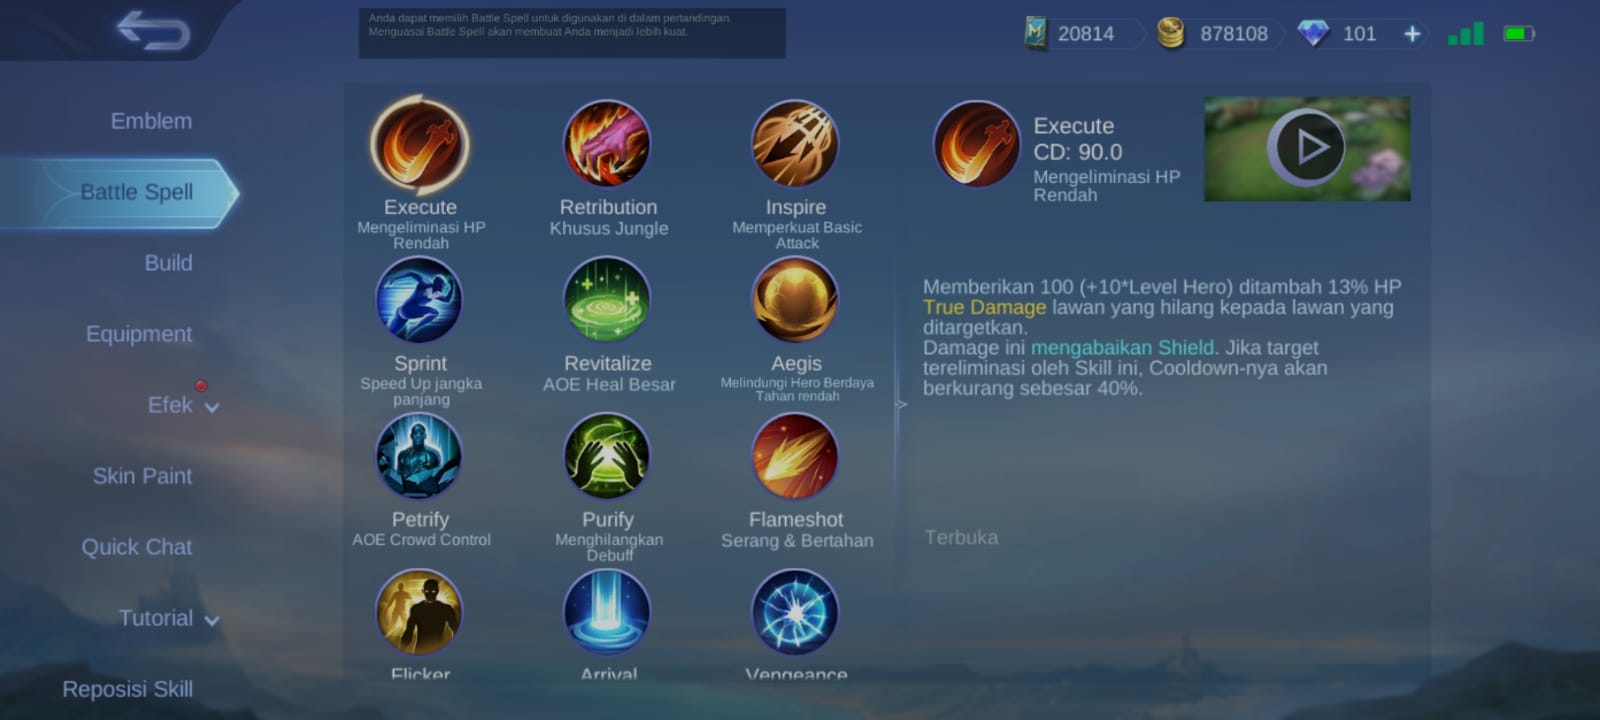 Anda dapat memilih Battle Spell untuk digunakan di dalam pertandingan.
Menguasai Battle Spell akan membuat Anda menjadi lebih kuat.
20814
878108
101
+
Emblem
Battle Spell
Build
Equipment
Efek
Skin Paint
Quick Chat
Tutorial
Reposisi Skill
Execute
Mengeliminasi HP
Rendah
Retribution
Khusus Jungle
Inspire
Memperkuat Basic
Attack
Sprint
Speed Up jangka
panjang
Revitalize
AOE Heal Besar
Aegis
Melindungi Hero Berdaya
Tahan rendah
Petrify
AOE Crowd Control
Purify
Menghilangkan
Debuff
Flameshot
Serang & Bertahan
Flicker
Arrival
Vengeance
Execute
CD: 90.0
Mengeliminasi HP
Rendah
Memberikan 100 (+10*Level Hero) ditambah 13% HP
True Damage lawan yang hilang kepada lawan yang
ditargetkan.
Damage ini mengabaikan Shield. Jika target
tereliminasi oleh Skill ini, Cooldown-nya akan
berkurang sebesar 40%.
Terbuka